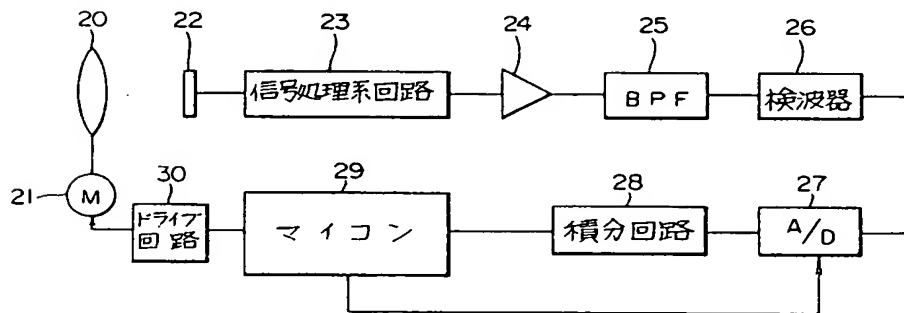 20
22
23
24
25
26
信号処理系回路
BPF
検波器
21
M
30
29
28
27
ドライブ
回路
マイコン
積分回路
A/D